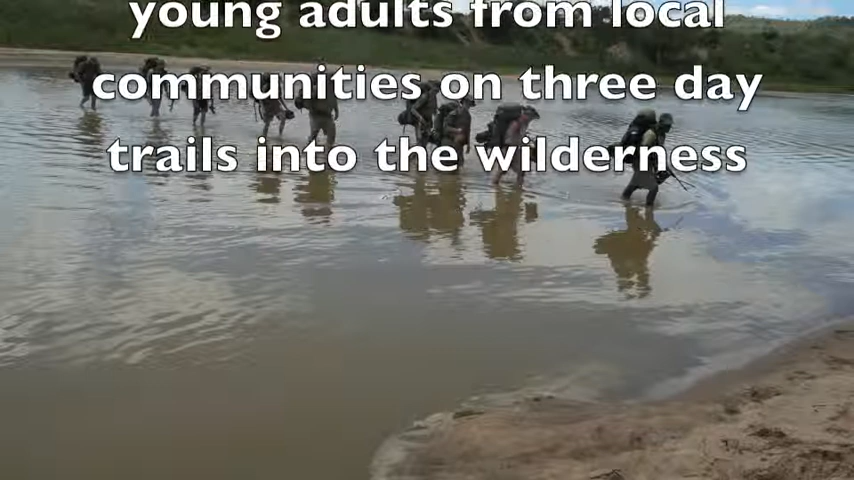 young adults from local
communities on three day
trails into the wilderness